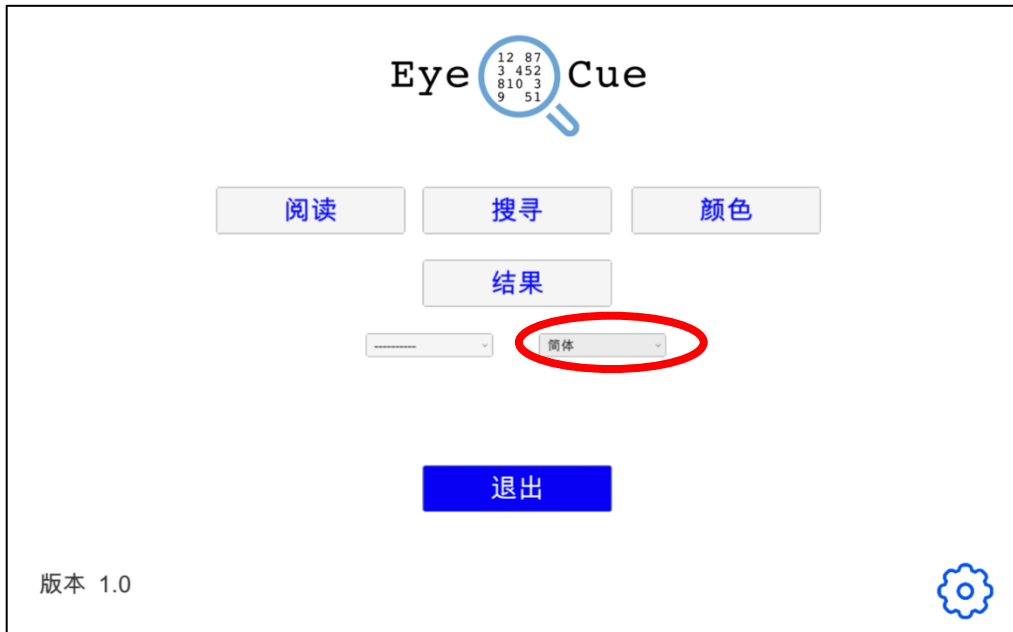 Eye Cue
12 87
3 452
810 3
9 51
阅读 搜寻 颜色
结果
---------- 简体
退出
版本 1.0